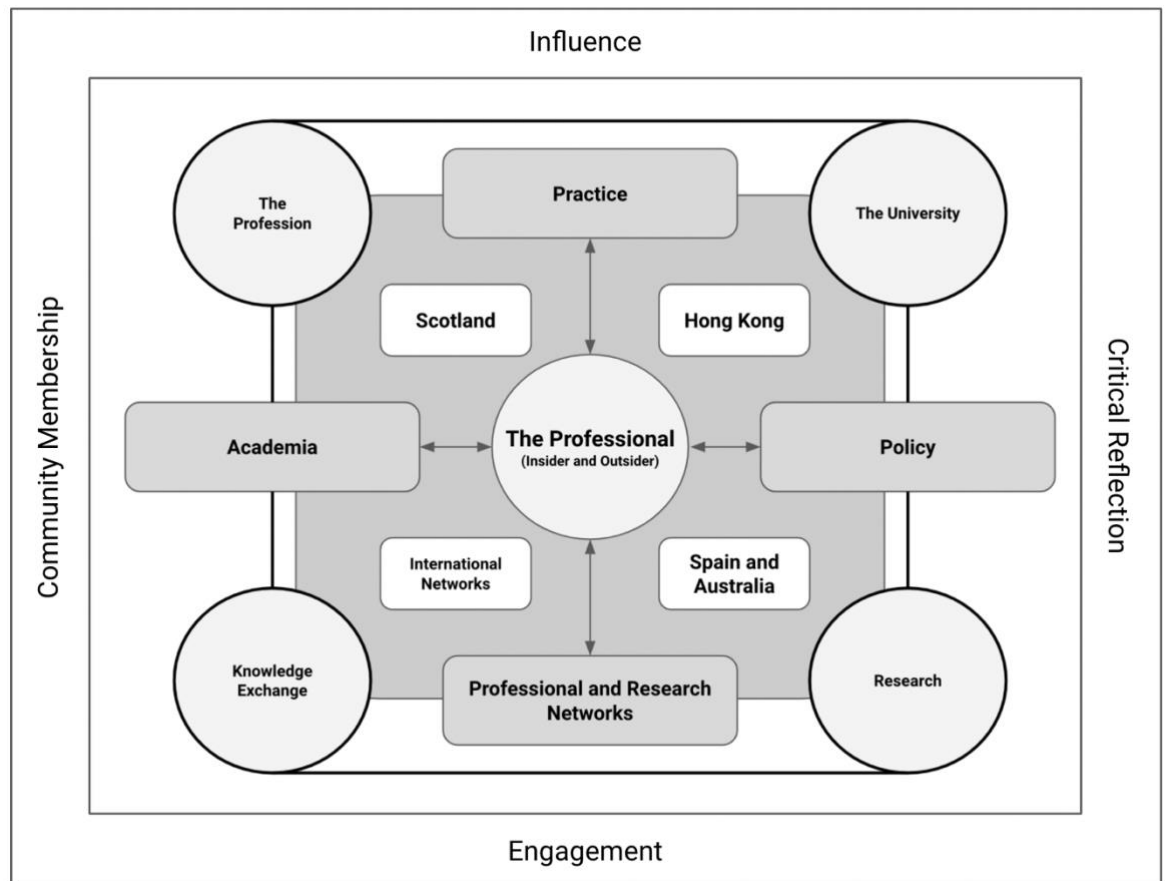 Influence
The
Profession
Practice
The University
Scotland
Hong Kong
Community Membership
Academia
The Professional
(Insider and Outsider)
Policy
Critical Reflection
International
Networks
Spain and
Australia
Knowledge
Exchange
Professional and Research
Networks
Research
Engagement